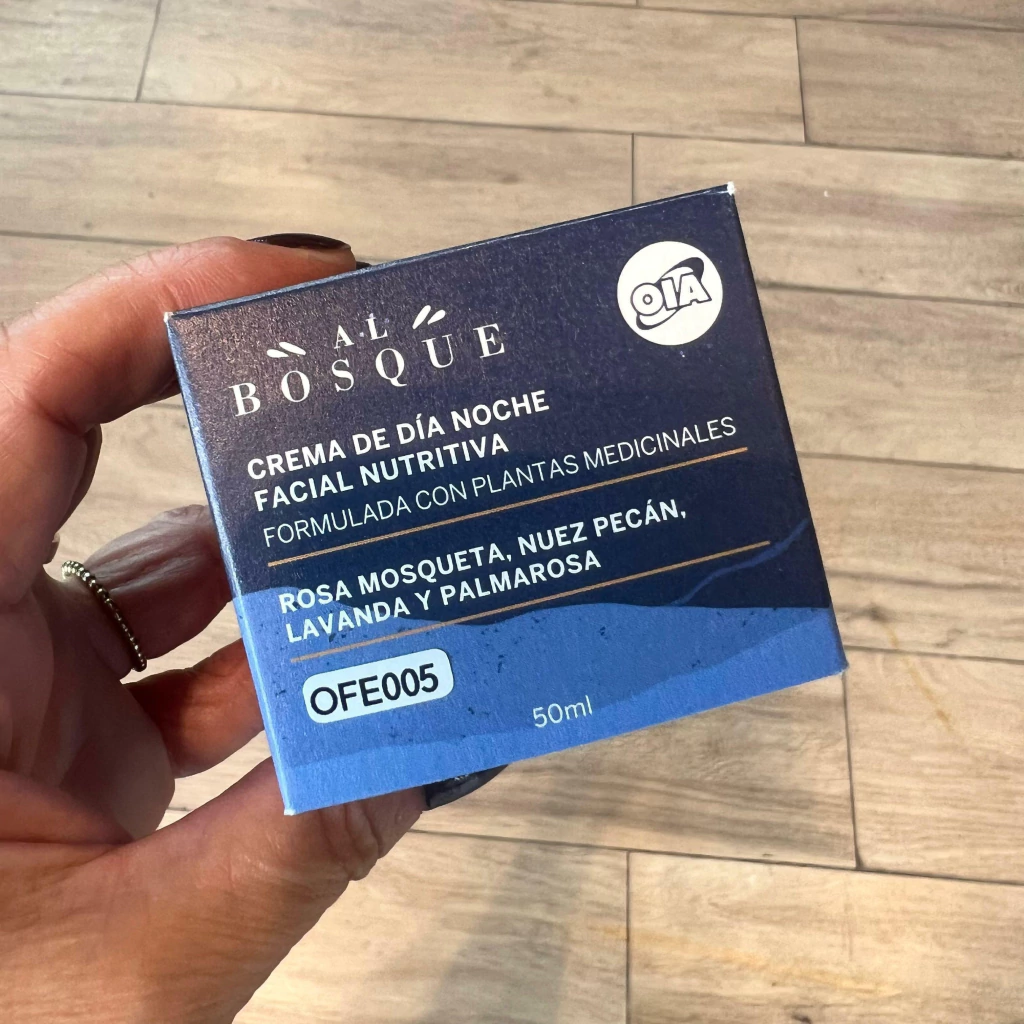 AL
BOSQUE
OIA
CREMA DE DÍA NOCHE
FACIAL NUTRITIVA
FORMULADA CON PLANTAS MEDICINALES
ROSA MOSQUETA, NUEZ PECÁN,
LAVANDA Y PALMAROSA
OFE005
50ml